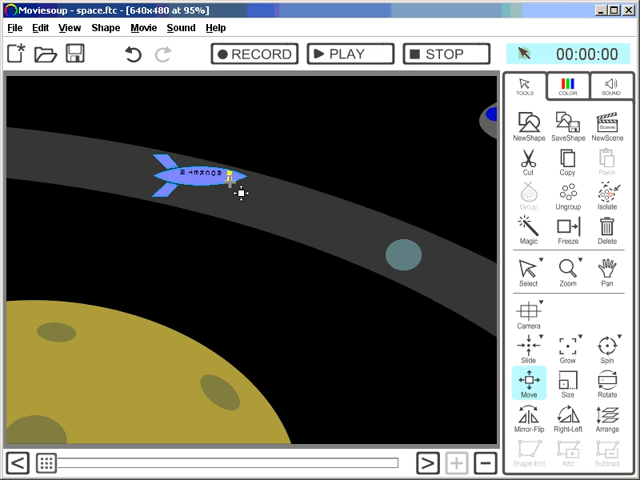 Moviesoup - space.ftc - [640x480 at 95%]
File Edit View Shape Movie Sound Help
RECORD PLAY STOP 00:00:00
TOOLS COLOR SOUND
NewShape SaveShape NewScene
Scene
Cut Copy Paste
Group Ungroup Isolate
Magic Freeze Delete
Select Zoom Pan
Camera
Slide Grow Spin
Move Size Rotate
Mirror-Flip Right-Left Arrange
Shape Edit Add Subtract